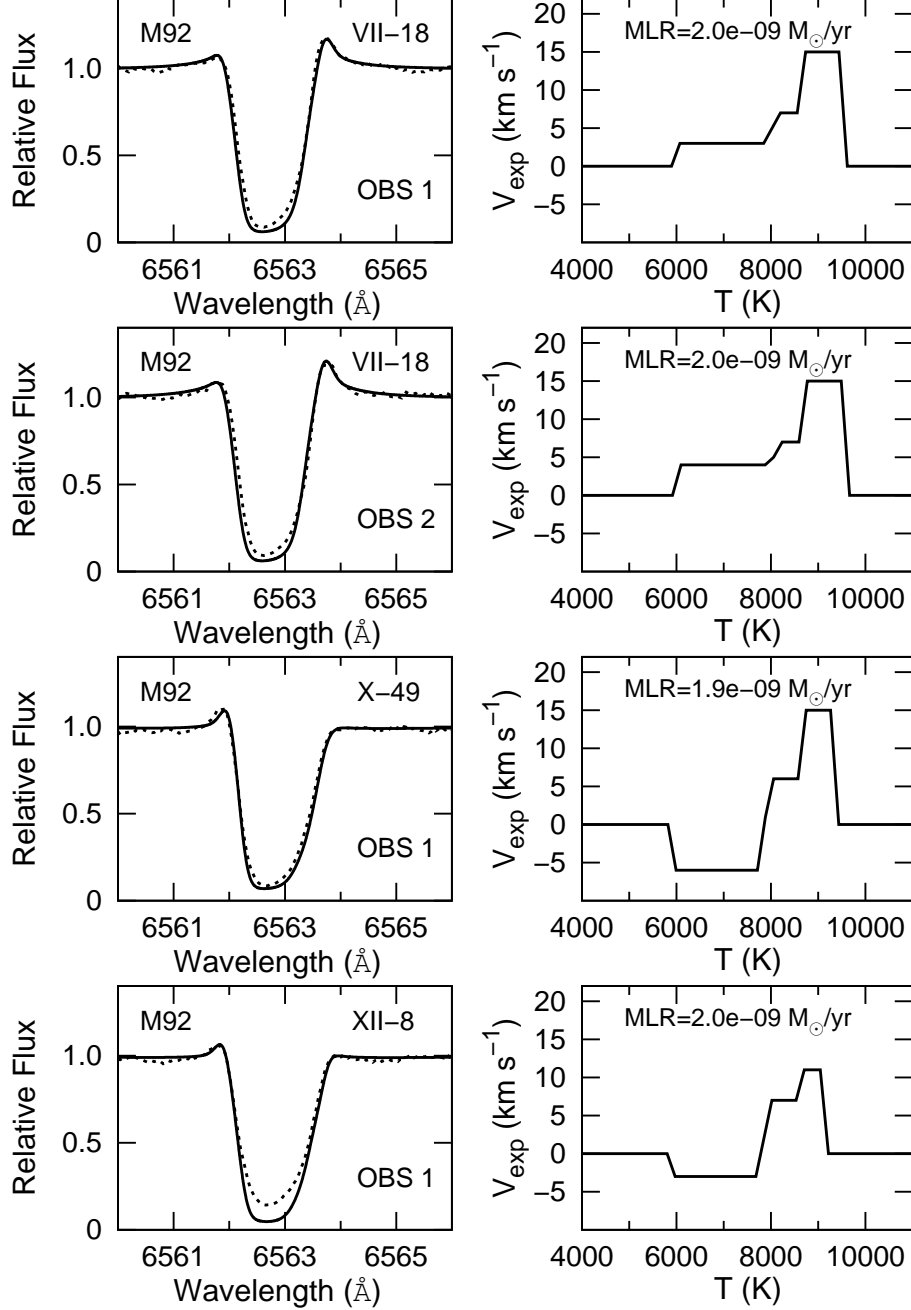 M92 VII−18
1.0
0.5
0
Relative Flux
OBS 1
6561 6563 6565
Wavelength (Å)
MLR=2.0e−09 M☉/yr
20
15
10
5
0
−5
Vexp (km s−1)
4000 6000 8000 10000
T (K)
M92 VII−18
1.0
0.5
0
Relative Flux
OBS 2
6561 6563 6565
Wavelength (Å)
MLR=2.0e−09 M☉/yr
20
15
10
5
0
−5
Vexp (km s−1)
4000 6000 8000 10000
T (K)
M92 X−49
1.0
0.5
0
Relative Flux
OBS 1
6561 6563 6565
Wavelength (Å)
MLR=1.9e−09 M☉/yr
20
15
10
5
0
−5
Vexp (km s−1)
4000 6000 8000 10000
T (K)
M92 XII−8
1.0
0.5
0
Relative Flux
OBS 1
6561 6563 6565
Wavelength (Å)
MLR=2.0e−09 M☉/yr
20
15
10
5
0
−5
Vexp (km s−1)
4000 6000 8000 10000
T (K)